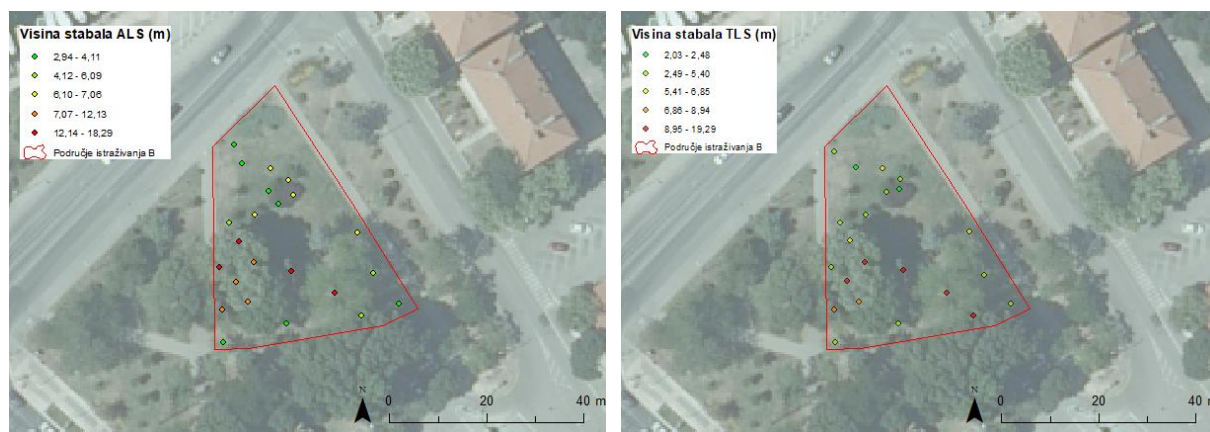 Visina stabala ALS (m)
2,94 - 4,11
4,12 - 6,09
6,10 - 7,06
7,07 - 12,13
12,14 - 18,29
Područje istraživanja B
N
0 20 40 m
Visina stabala TLS (m)
2,03 - 2,48
2,49 - 5,40
5,41 - 6,85
6,86 - 8,94
8,95 - 19,29
Područje istraživanja B
N
0 20 40 m